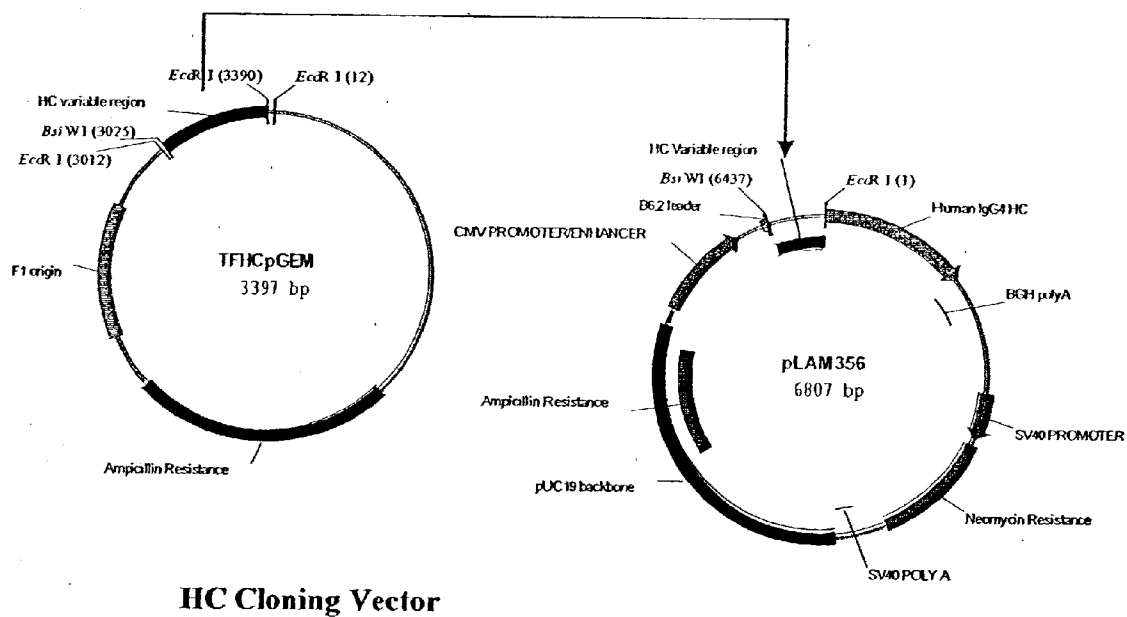 EcoR I (3390)
EcoR I (12)
HC variable region
Bsi WI (3025)
EcoR I (3012)
F1 origin
TFHCpGEM
3397 bp
Ampicillin Resistance
HC Variable region
Bsi WI (6437)
EcoR I (1)
B6.2 leader
Human IgG4 HC
CMV PROMOTER/ENHANCER
BGH polyA
pLAM356
6807 bp
Ampicillin Resistance
SV40 PROMOTER
pUC19 backbone
Neomycin Resistance
SV40 POLY A
HC Cloning Vector